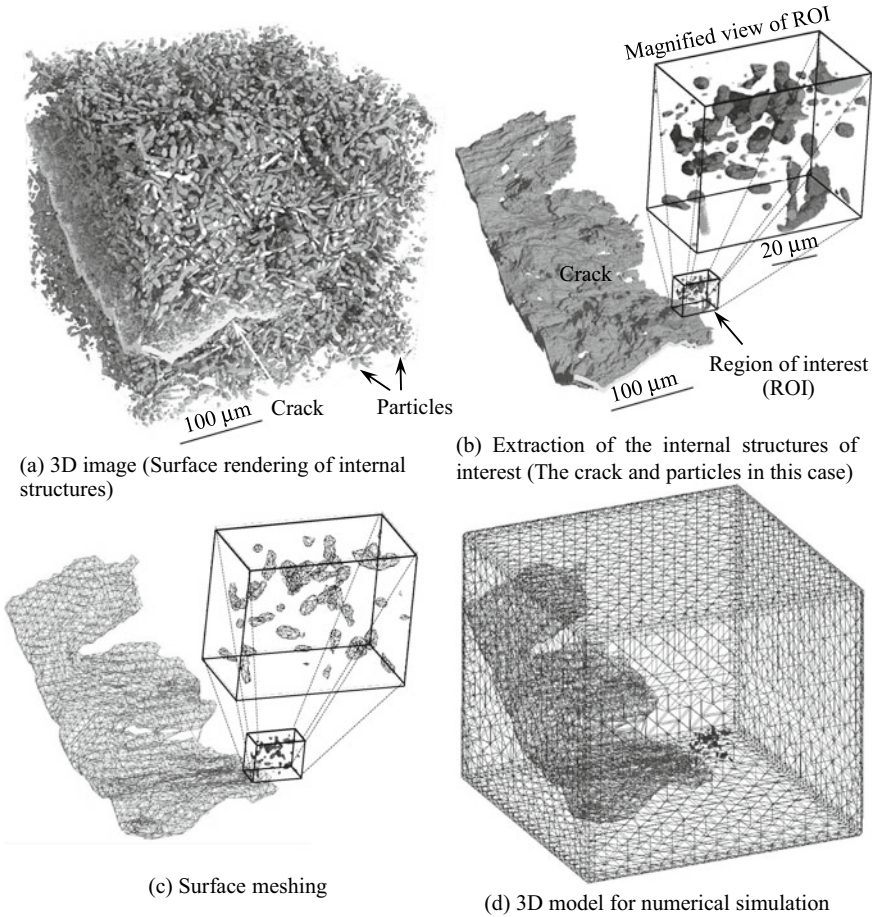 Magnified view of ROI
20 μm
Crack
Region of interest
(ROI)
100 μm
Crack
Particles
100 μm
(a) 3D image (Surface rendering of internal
structures)
(b) Extraction of the internal structures of
interest (The crack and particles in this case)
(c) Surface meshing
(d) 3D model for numerical simulation